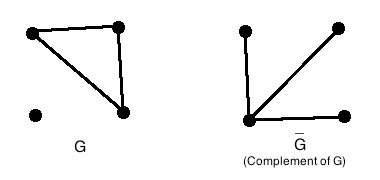 G
G̅
(Complement of G)